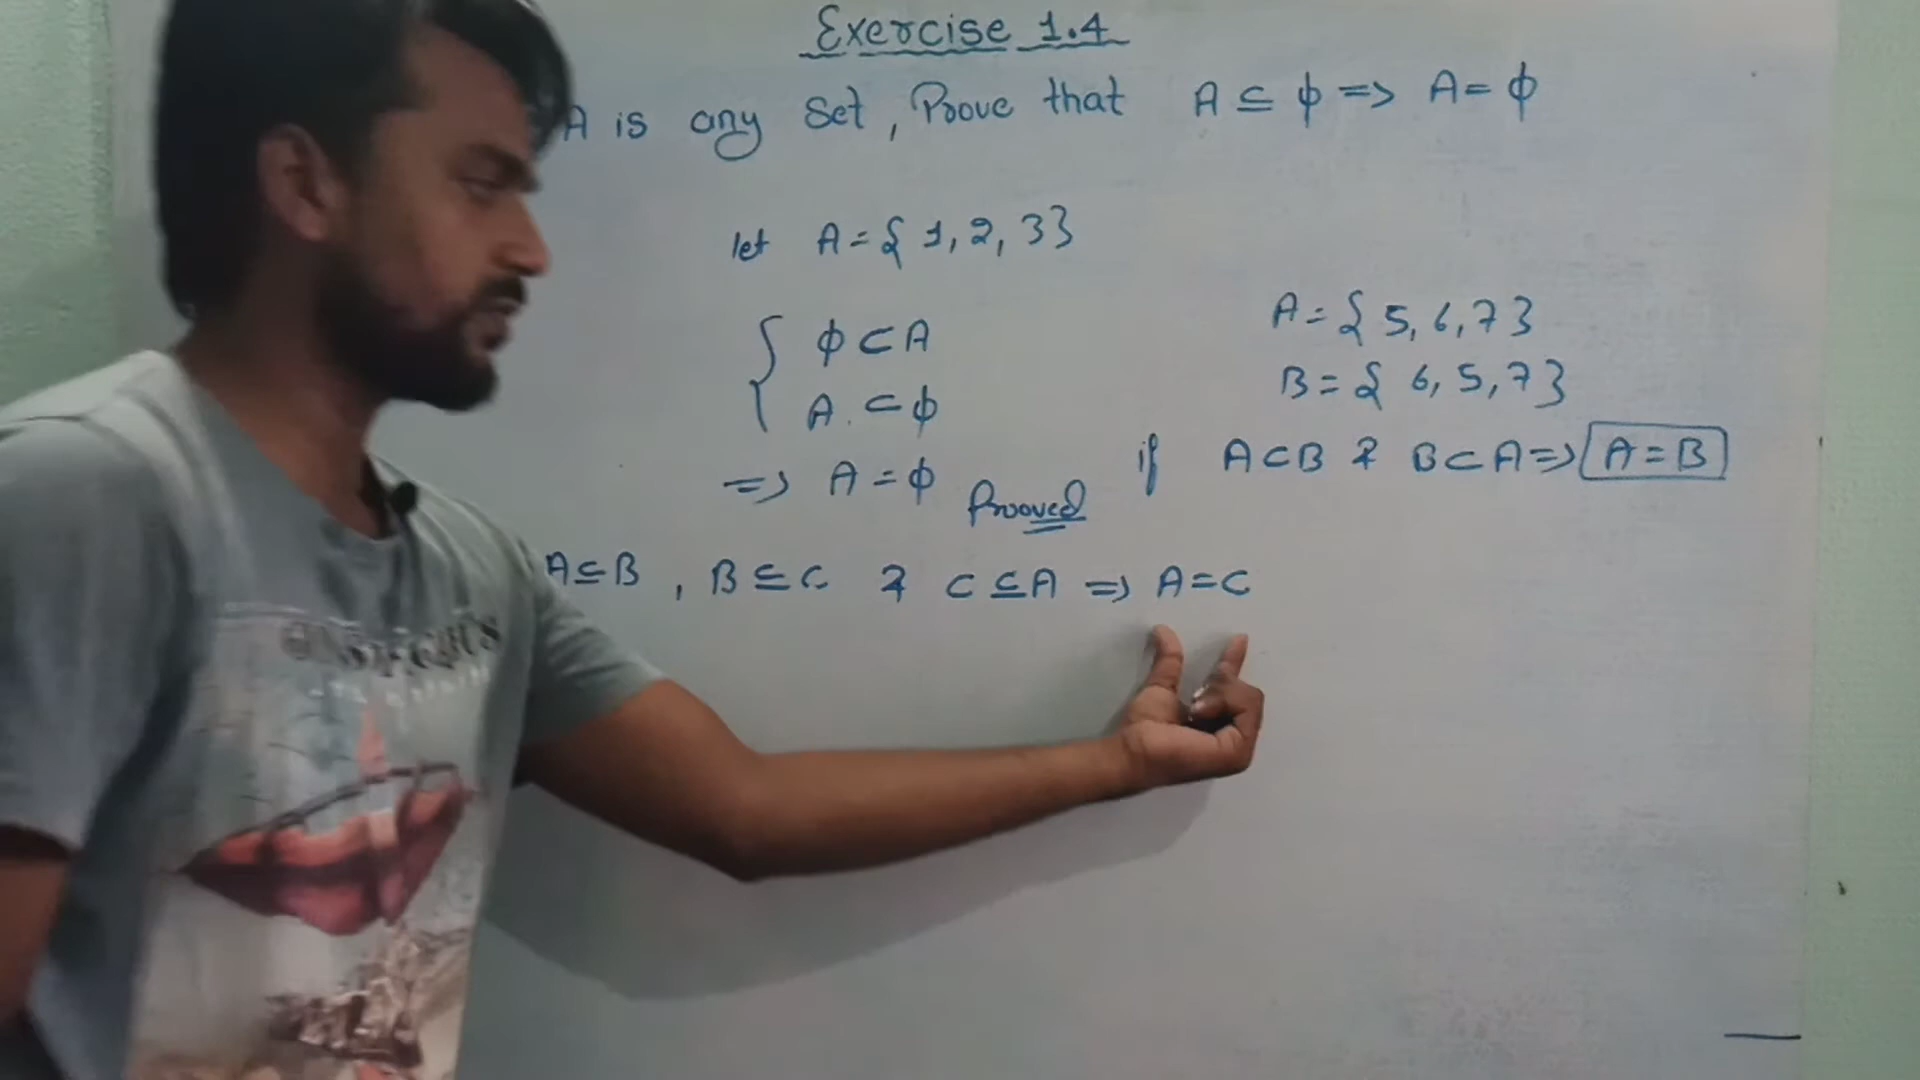 Exercise 1.4
A is any set, Prove that A ⊆ ϕ => A = ϕ
let A = { 1, 2, 3}
ϕ ⊂ A
A. ⊂ ϕ
=> A = ϕ Prooved
A = { 5, 6, 7 }
B = { 6, 5, 7 }
if A ⊂ B & B ⊂ A => A = B
A ⊆ B , B ⊆ C & C ⊆ A => A = C